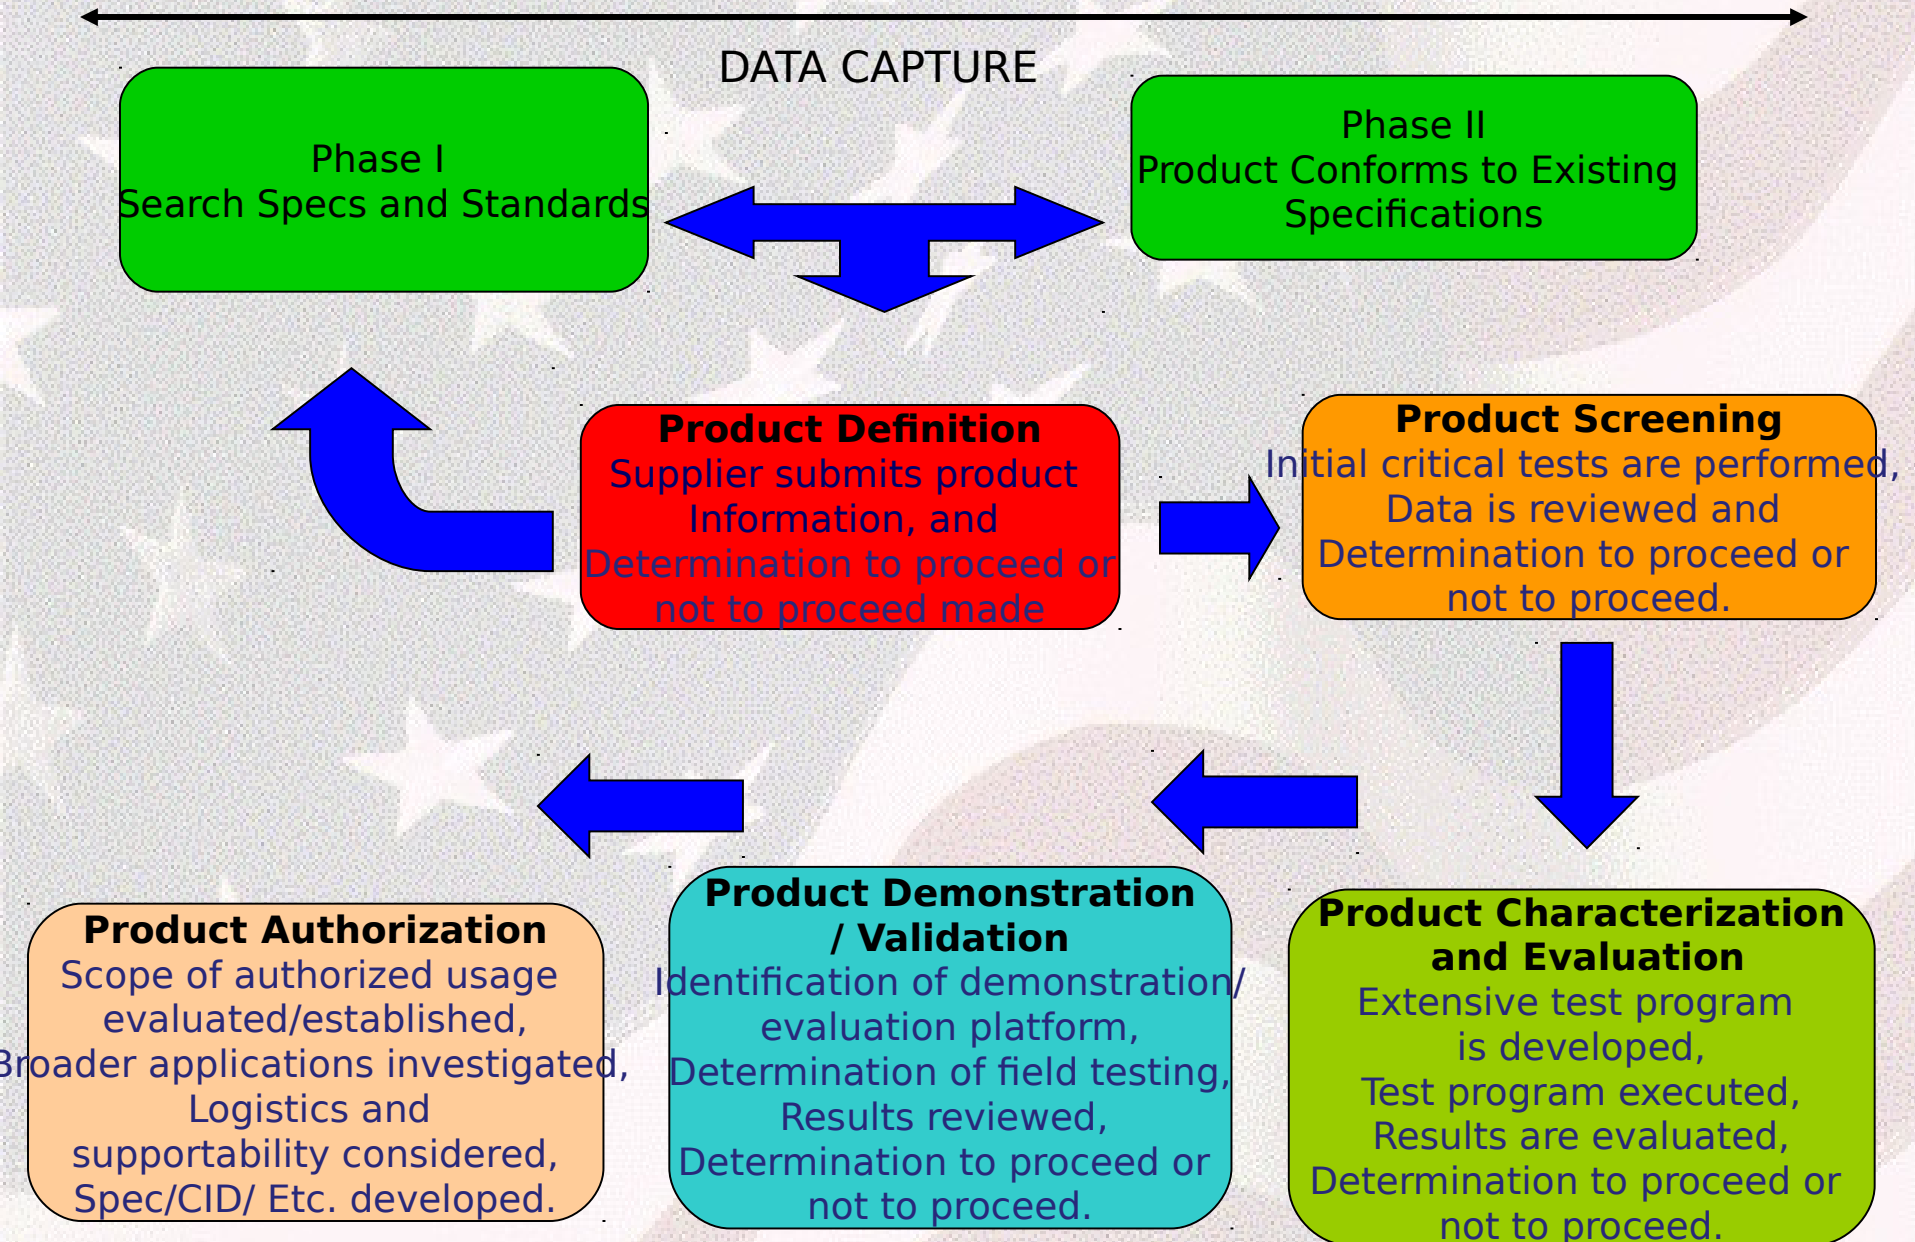 DATA CAPTURE
Phase I
Search Specs and Standards
Phase II
Product Conforms to Existing
Specifications
Product Definition
Supplier submits product
Information, and
Determination to proceed or
not to proceed made
Product Screening
Initial critical tests are performed,
Data is reviewed and
Determination to proceed or
not to proceed.
Product Authorization
Scope of authorized usage
evaluated/established,
Broader applications investigated,
Logistics and
supportability considered,
Spec/CID/ Etc. developed.
Product Demonstration
/ Validation
Identification of demonstration/
evaluation platform,
Determination of field testing,
Results reviewed,
Determination to proceed or
not to proceed.
Product Characterization
and Evaluation
Extensive test program
is developed,
Test program executed,
Results are evaluated,
Determination to proceed or
not to proceed.